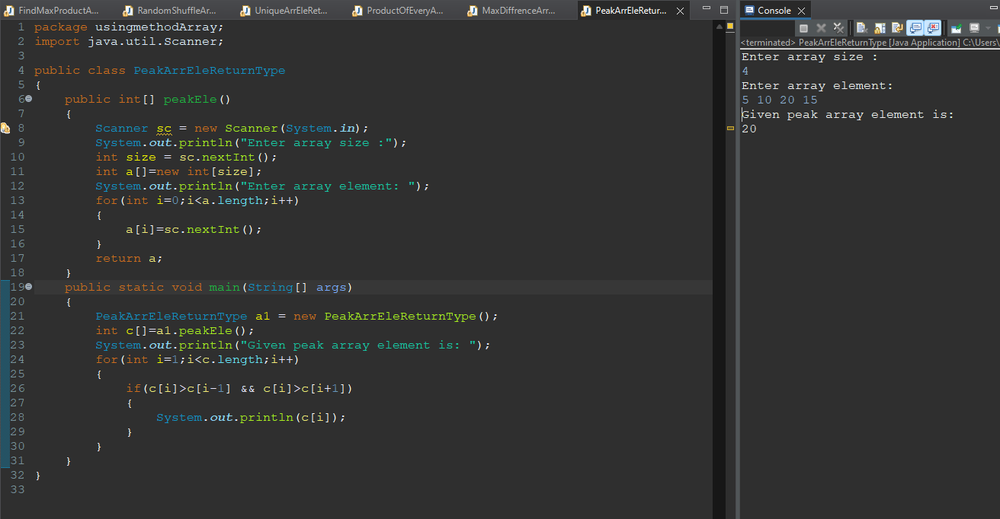 FindMaxProductA...
RandomShuffleAr...
UniqueArrEleRet...
ProductOfEveryA...
MaxDiffrenceArr...
PeakArrEleRetur...
1 package usingmethodArray;
2 import java.util.Scanner;
3
4 public class PeakArrEleReturnType
5 {
6 public int[] peakEle()
7 {
8 Scanner sc = new Scanner(System.in);
9 System.out.println("Enter array size :");
10 int size = sc.nextInt();
11 int a[]=new int[size];
12 System.out.println("Enter array element: ");
13 for(int i=0;i<a.length;i++)
14 {
15 a[i]=sc.nextInt();
16 }
17 return a;
18 }
19 public static void main(String[] args)
20 {
21 PeakArrEleReturnType a1 = new PeakArrEleReturnType();
22 int c[]=a1.peakEle();
23 System.out.println("Given peak array element is: ");
24 for(int i=1;i<c.length;i++)
25 {
26 if(c[i]>c[i-1] && c[i]>c[i+1])
27 {
28 System.out.println(c[i]);
29 }
30 }
31 }
32 }
33
Console
<terminated> PeakArrEleReturnType [Java Application] C:\Users\
Enter array size :
4
Enter array element:
5 10 20 15
Given peak array element is:
20